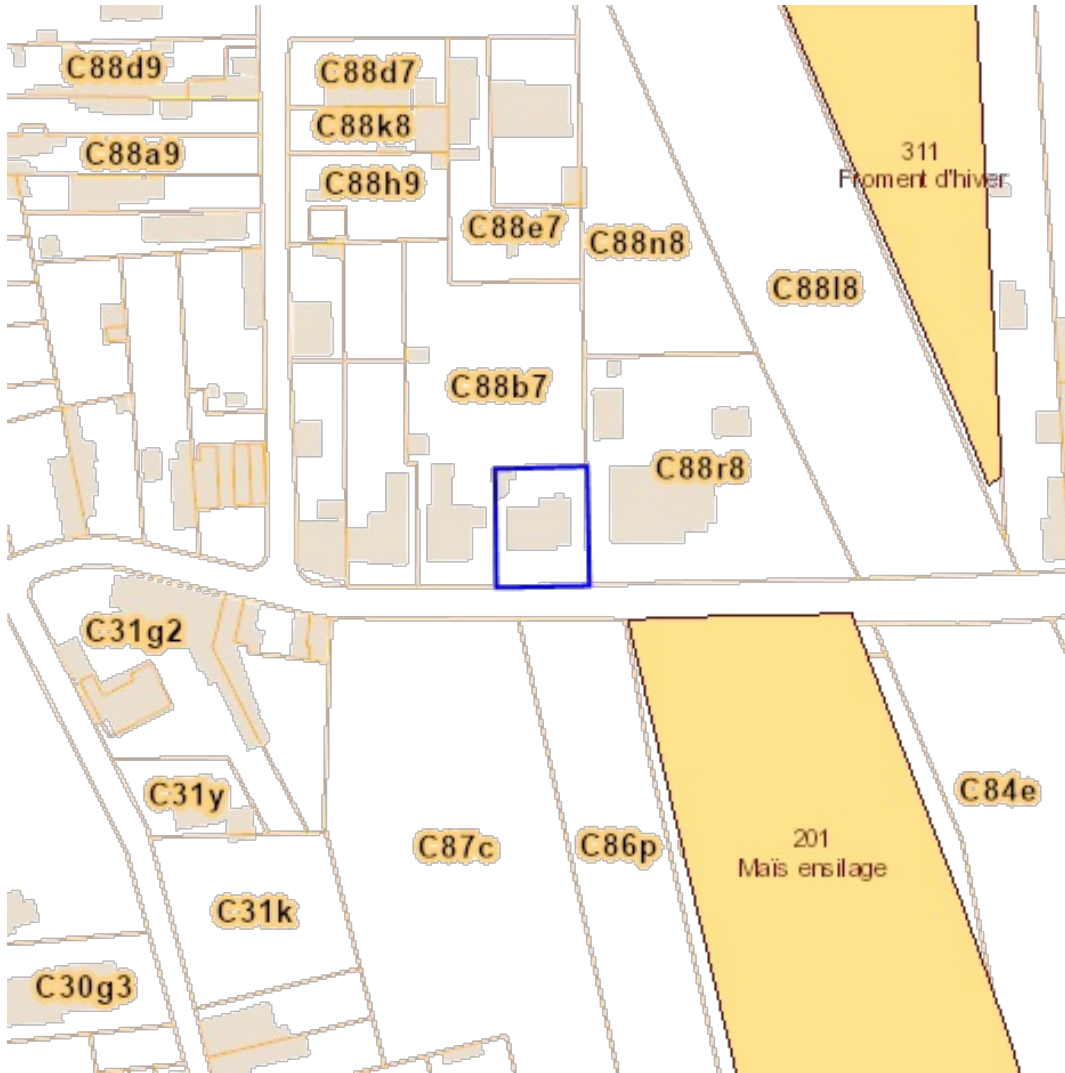 C88d9
C88d7
C88k8
C88a9
311
Froment d'hiver
C88h9
C88e7
C88n8
C88l8
C88b7
C88r8
C31g2
C31y
C84e
C87c
C86p
201
Maïs ensilage
C31k
C30g3